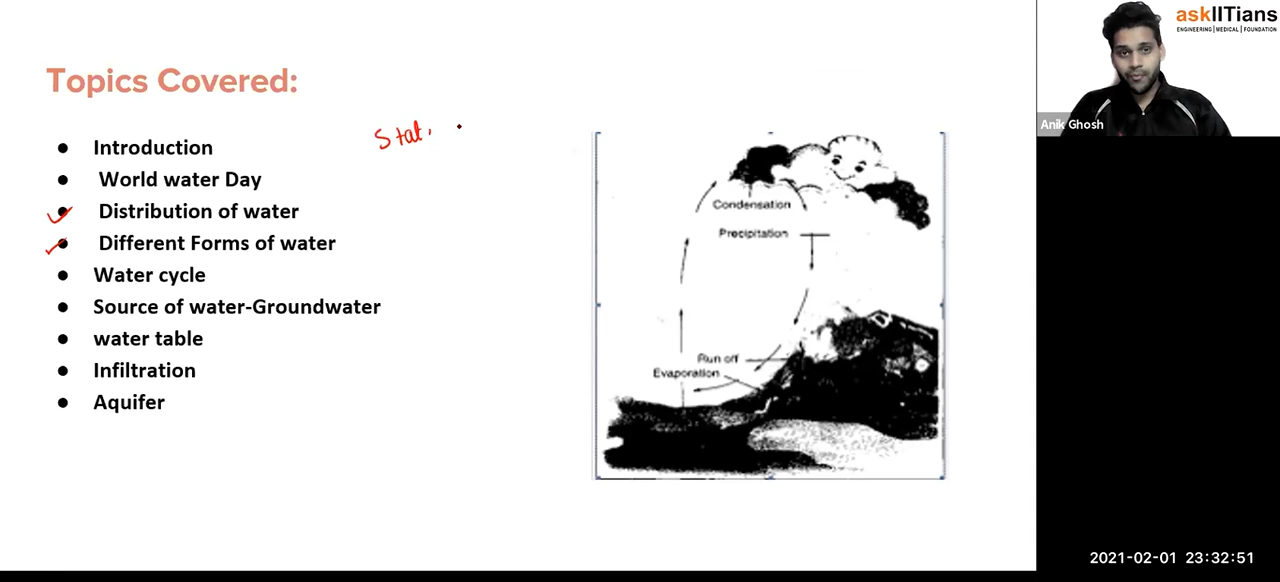 Topics Covered:
● Introduction
● World water Day
● Distribution of water
● Different Forms of water
● Water cycle
● Source of water-Groundwater
● water table
● Infiltration
● Aquifer
Stat.
Condensation
Precipitation
Run off
Evaporation
askIITians
ENGINEERING | MEDICAL | FOUNDATION
Anik Ghosh
2021-02-01 23:32:51